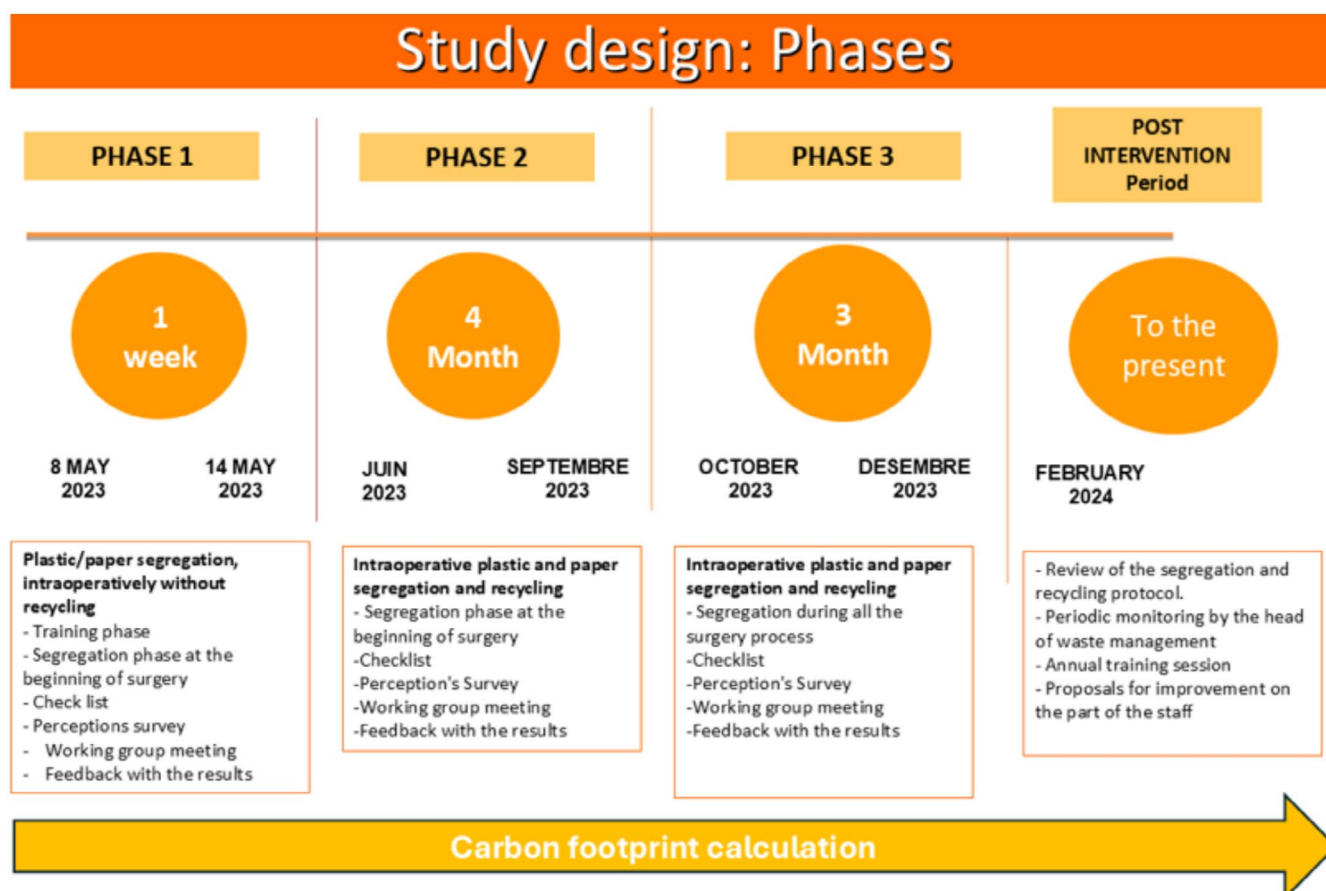 Study design: Phases
PHASE 1
PHASE 2
PHASE 3
POST
INTERVENTION
Period
1
week
4
Month
3
Month
To the
present
8 MAY
2023
14 MAY
2023
JUIN
2023
SEPTEMBRE
2023
OCTOBER
2023
DESEMBRE
2023
FEBRUARY
2024
Plastic/paper segregation,
intraoperatively without
recycling
- Training phase
- Segregation phase at the
beginning of surgery
- Check list
- Perceptions survey
- Working group meeting
- Feedback with the results
Intraoperative plastic and paper
segregation and recycling
- Segregation phase at the
beginning of surgery
-Checklist
-Perception's Survey
-Working group meeting
-Feedback with the results
Intraoperative plastic and paper
segregation and recycling
- Segregation during all the
surgery process
-Checklist
-Perception's Survey
-Working group meeting
-Feedback with the results
- Review of the segregation and
recycling protocol.
- Periodic monitoring by the head
of waste management
- Annual training session
- Proposals for improvement on
the part of the staff
Carbon footprint calculation